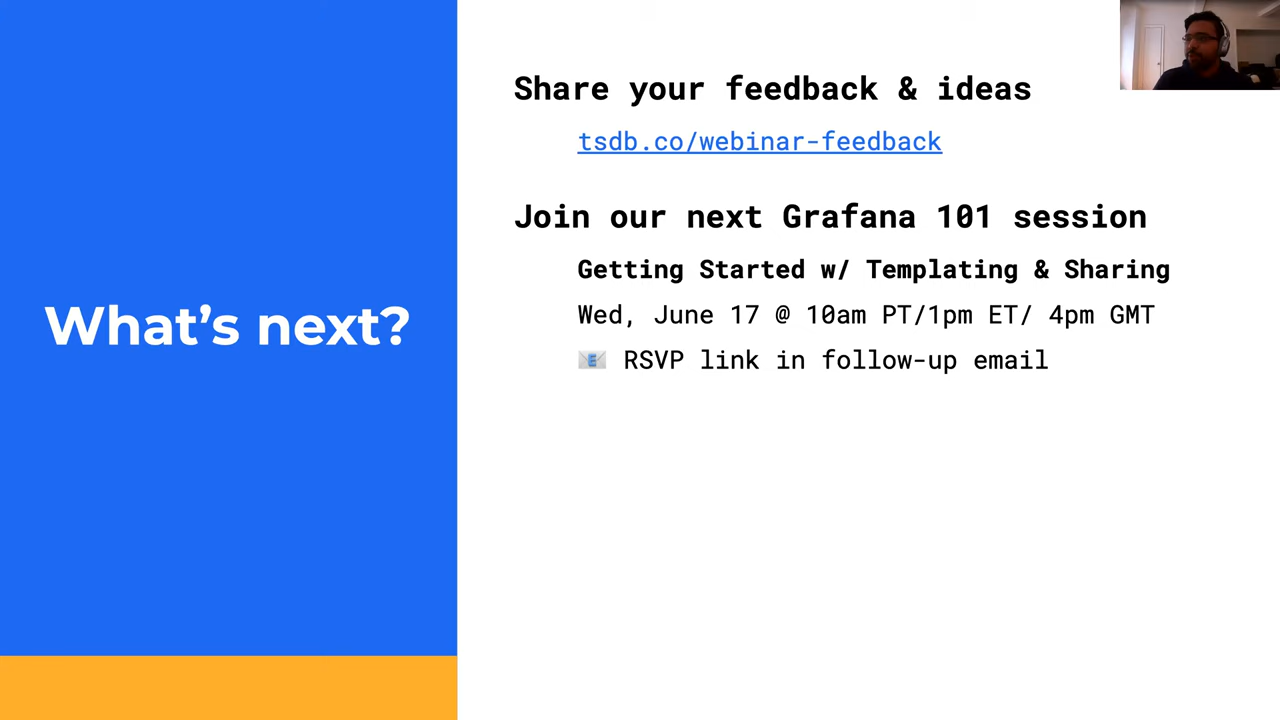 What's next?
Share your feedback & ideas
tsdb.co/webinar-feedback
Join our next Grafana 101 session
Getting Started w/ Templating & Sharing
Wed, June 17 @ 10am PT/1pm ET/ 4pm GMT
📧 RSVP link in follow-up email